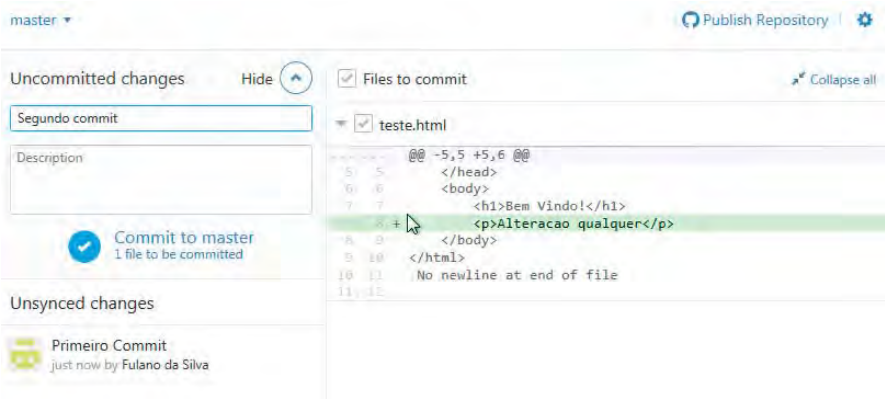 master
Publish Repository
Uncommitted changes
Hide
Segundo commit
Description
Commit to master
1 file to be committed
Unsynced changes
Primeiro Commit
just now by Fulano da Silva
Files to commit
Collapse all
teste.html
@@ -5,5 +5,6 @@
5 5 </head>
6 6 <body>
7 7 <h1>Bem Vindo!</h1>
8 + <p>Alteracao qualquer</p>
8 9 </body>
9 10 </html>
10 11 No newline at end of file
11 12